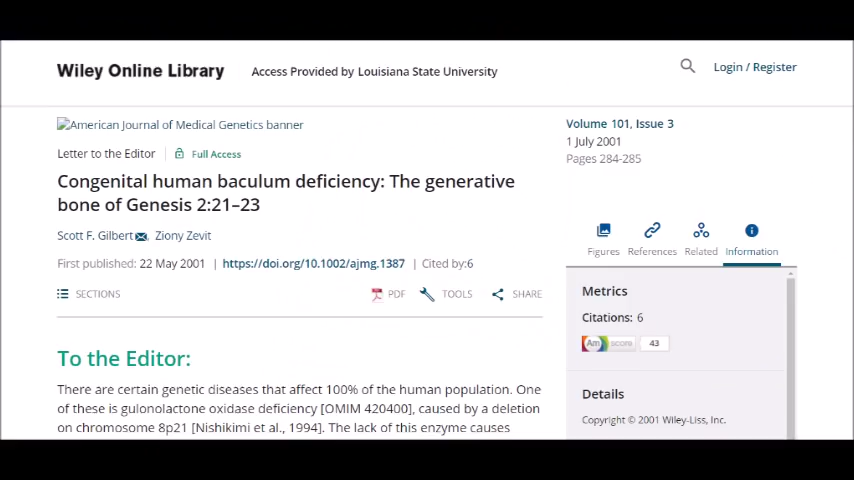 Wiley Online Library
Access Provided by Louisiana State University
Login / Register
American Journal of Medical Genetics banner
Letter to the Editor
Full Access
Congenital human baculum deficiency: The generative
bone of Genesis 2:21–23
Scott F. Gilbert
Ziony Zevit
First published: 22 May 2001 | https://doi.org/10.1002/ajmg.1387 | Cited by:6
SECTIONS
PDF
TOOLS
SHARE
To the Editor:
There are certain genetic diseases that affect 100% of the human population. One
of these is gulonolactone oxidase deficiency [OMIM 420400], caused by a deletion
on chromosome 8p21 [Nishikimi et al., 1994]. The lack of this enzyme causes
Volume 101, Issue 3
1 July 2001
Pages 284-285
Figures
References
Related
Information
Metrics
Citations: 6
Am score 43
Details
Copyright © 2001 Wiley-Liss, Inc.